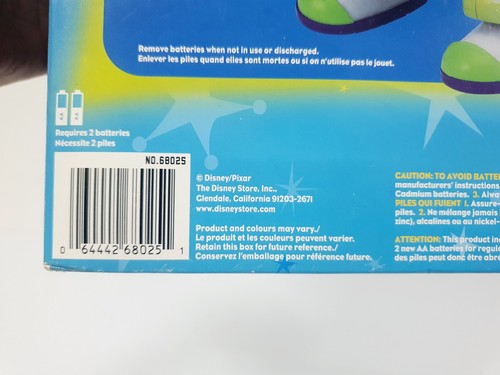 Remove batteries when not in use or discharged.
Enlever les piles quand elles sont mortes ou si on n'utilise pas le jouet.
AA AA
Requires 2 batteries
Nécessite 2 piles
NO.68025
0 64442 68025 1
© Disney/Pixar
The Disney Store, Inc.,
Glendale, California 91203-2671
www.disneystore.com
Product and colours may vary./
Le produit et les couleurs peuvent varier.
Retain this box for future reference./
Conservez l'emballage pour référence future.
CAUTION: TO AVOID BATTE
manufacturers' instructions
Cadmium batteries. 3. Alwa
PILES QUI FUIENT 1. Assure-
piles. 2. Ne mélange jamais
zinc), alcalines ou au nickel-
ATTENTION: This product in
2 new AA batteries for regul
des piles peut donc être abr